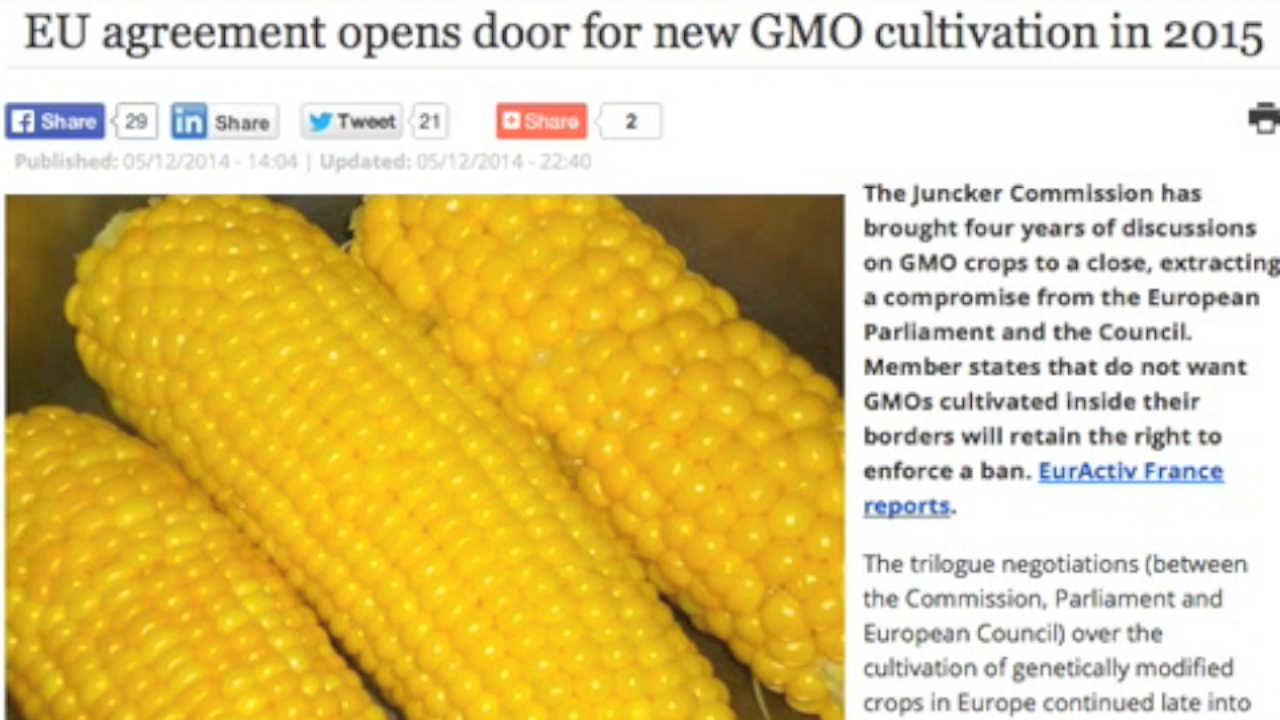 EU agreement opens door for new GMO cultivation in 2015
Share 29 in Share Tweet 21 Share 2
Published: 05/12/2014 - 14:04 | Updated: 05/12/2014 - 22:40
The Juncker Commission has
brought four years of discussions
on GMO crops to a close, extracting
a compromise from the European
Parliament and the Council.
Member states that do not want
GMOs cultivated inside their
borders will retain the right to
enforce a ban. EurActiv France
reports.
The trilogue negotiations (between
the Commission, Parliament and
European Council) over the
cultivation of genetically modified
crops in Europe continued late into